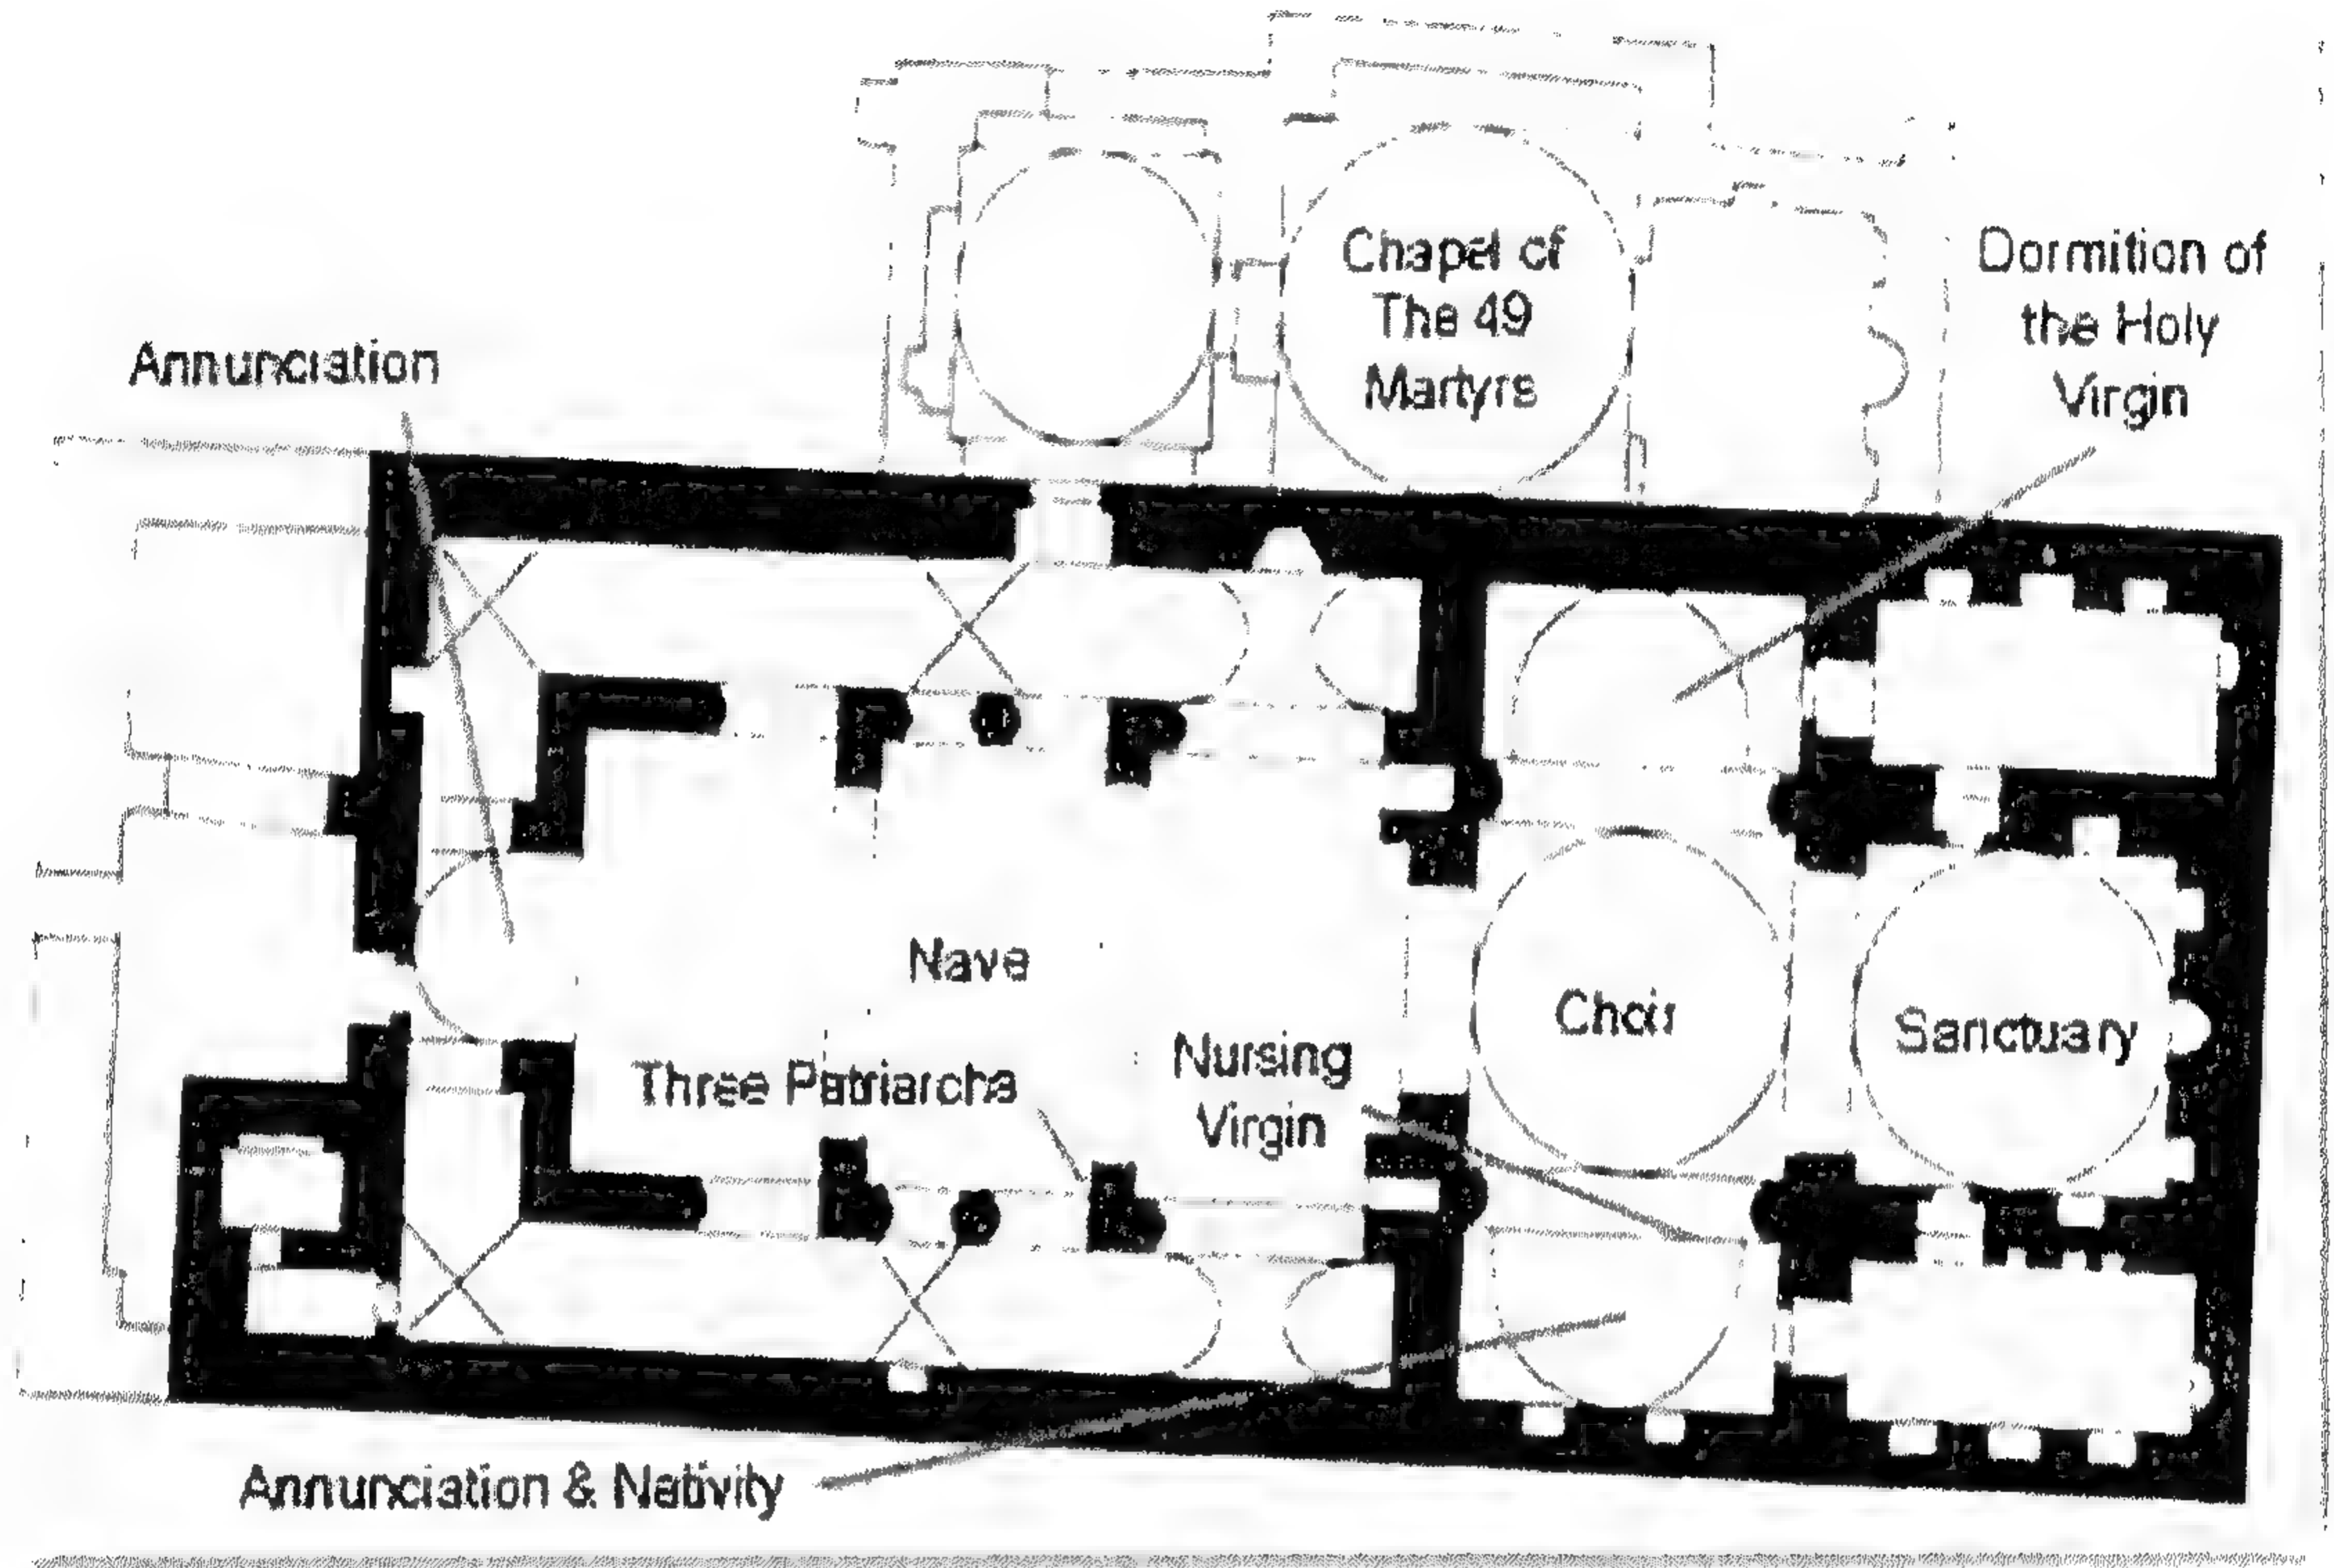 Chapel of
The 49
Martyrs
Dormition of
the Holy
Virgin
Annunciation
Nave
Choir
Sanctuary
Three Patriarchs
Nursing
Virgin
Annunciation & Nativity